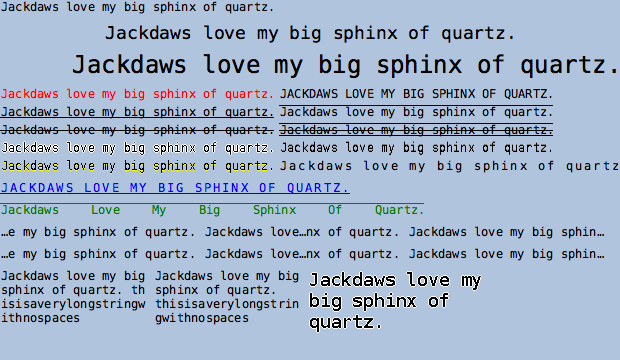 Jackdaws love my big sphinx of quartz.
Jackdaws love my big sphinx of quartz.
Jackdaws love my big sphinx of quartz.
Jackdaws love my big sphinx of quartz. JACKDAWS LOVE MY BIG SPHINX OF QUARTZ.
Jackdaws love my big sphinx of quartz. Jackdaws love my big sphinx of quartz.
Jackdaws love my big sphinx of quartz. Jackdaws love my big sphinx of quartz.
Jackdaws love my big sphinx of quartz. Jackdaws love my big sphinx of quartz.
Jackdaws love my big sphinx of quartz. Jackdaws love my big sphinx of quartz
JACKDAWS LOVE MY BIG SPHINX OF QUARTZ.
Jackdaws Love My Big Sphinx Of Quartz.
…e my big sphinx of quartz. Jackdaws love…nx of quartz. Jackdaws love my big sphin…
…e my big sphinx of quartz. Jackdaws love…nx of quartz. Jackdaws love my big sphin…
Jackdaws love my big
sphinx of quartz. th
isisaverylongstringw
ithnospaces
Jackdaws love my big
sphinx of quartz.
thisisaverylongstrin
gwithnospaces
Jackdaws love my
big sphinx of
quartz.